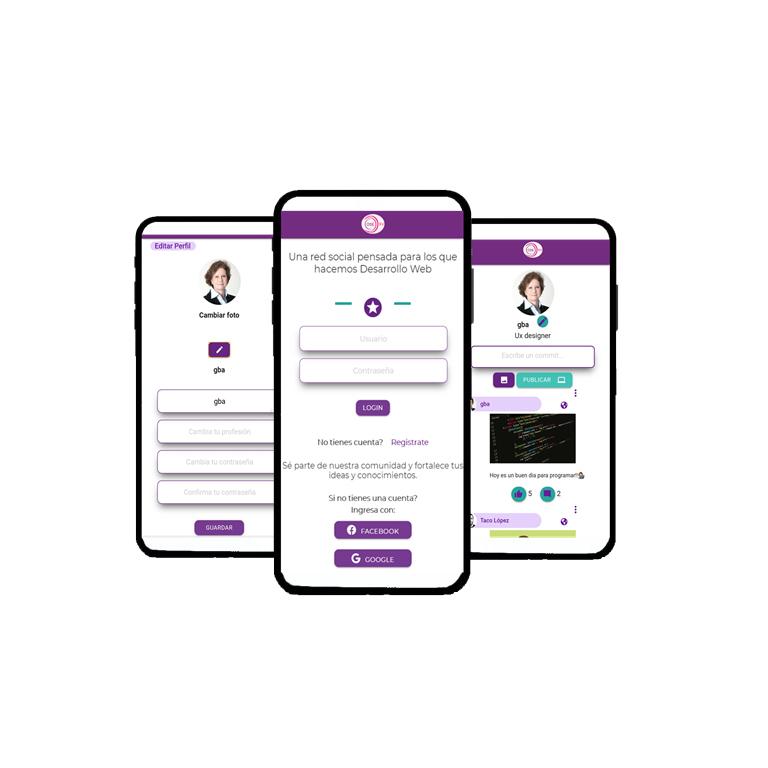 Editar Perfil
Cambiar foto
gba
gba
Cambia tu profesión
Cambia tu contraseña
Confirma tu contraseña
GUARDAR
Una red social pensada para los que
hacemos Desarrollo Web
Usuario
Contraseña
LOGIN
No tienes cuenta? Registrate
Sé parte de nuestra comunidad y fortalece tus
ideas y conocimientos.
Si no tienes una cuenta?
Ingresa con:
FACEBOOK
GOOGLE
gba
Ux designer
Escribe un commit...
PUBLICAR
gba
Hoy es un buen dia para programar!!
5 2
Taco López